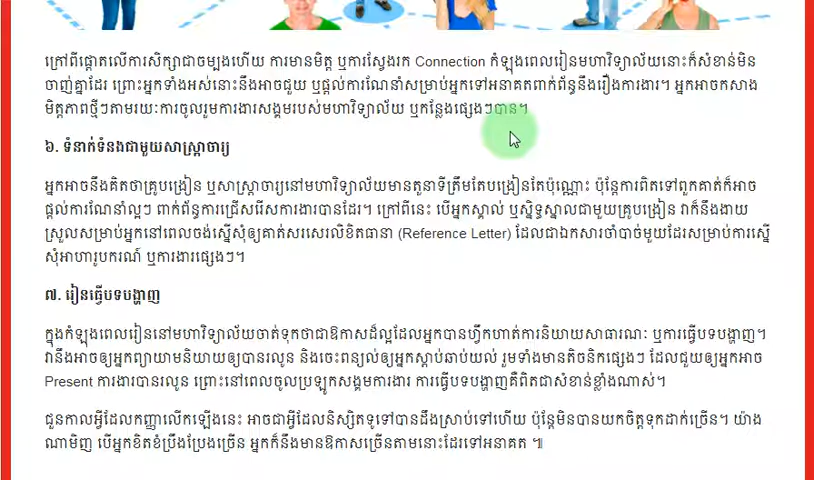 ក្រៅពីផ្តោតលើការសិក្សាជាចម្បងហើយ ការមានមិត្ត ឬការស្វែងរក Connection កំឡុងពេលរៀនមហាវិទ្យាល័យនោះក៏សំខាន់មិន
ចាញ់គ្នាដែរ ព្រោះអ្នកទាំងអស់នោះនឹងអាចជួយ ឬផ្តល់ការណែនាំសម្រាប់អ្នកទៅអនាគតពាក់ព័ន្ធនឹងរឿងការងារ។ អ្នកអាចកសាង
មិត្តភាពថ្មីៗតាមរយៈការចូលរួមការងារសង្គមរបស់មហាវិទ្យាល័យ ឬកន្លែងផ្សេងៗបាន។
៦. ទំនាក់ទំនងជាមួយសាស្ត្រាចារ្យ
អ្នកអាចនឹងគិតថាគ្រូបង្រៀន ឬសាស្ត្រាចារ្យនៅមហាវិទ្យាល័យមានតួនាទីត្រឹមតែបង្រៀនតែប៉ុណ្ណោះ ប៉ុន្តែការពិតទៅពួកគាត់ក៏អាច
ផ្តល់ការណែនាំល្អៗ ពាក់ព័ន្ធការជ្រើសរើសការងារបានដែរ។ ក្រៅពីនេះ បើអ្នកស្គាល់ ឬស្និទ្ធស្នាលជាមួយគ្រូបង្រៀន វាក៏នឹងងាយ
ស្រួលសម្រាប់អ្នកនៅពេលចង់ស្នើសុំឲ្យគាត់សរសេរលិខិតធានា (Reference Letter) ដែលជាឯកសារចាំបាច់មួយដែរសម្រាប់ការស្នើ
សុំអាហារូបករណ៍ ឬការងារផ្សេងៗ។
៧. រៀនធ្វើបទបង្ហាញ
ក្នុងកំឡុងពេលរៀននៅមហាវិទ្យាល័យចាត់ទុកថាជាឱកាសដ៏ល្អដែលអ្នកបានហ្វឹកហាត់ការនិយាយសាធារណៈ ឬការធ្វើបទបង្ហាញ។
វានឹងអាចឲ្យអ្នកព្យាយាមនិយាយឲ្យបានរលូន និងចេះពន្យល់ឲ្យអ្នកស្តាប់ឆាប់យល់ រួមទាំងមានតិចនិកផ្សេងៗ ដែលជួយឲ្យអ្នកអាច
Present ការងារបានរលូន ព្រោះនៅពេលចូលប្រឡូកសង្គមការងារ ការធ្វើបទបង្ហាញគឺពិតជាសំខាន់ខ្លាំងណាស់។
ជួនកាលអ្វីដែលកញ្ញាលើកឡើងនេះ អាចជាអ្វីដែលនិស្សិតទូទៅបានដឹងស្រាប់ទៅហើយ ប៉ុន្តែមិនបានយកចិត្តទុកដាក់ច្រើន។ យ៉ាង
ណាមិញ បើអ្នកខិតខំប្រឹងប្រែងច្រើន អ្នកក៏នឹងមានឱកាសច្រើនតាមនោះដែរទៅអនាគត ៕